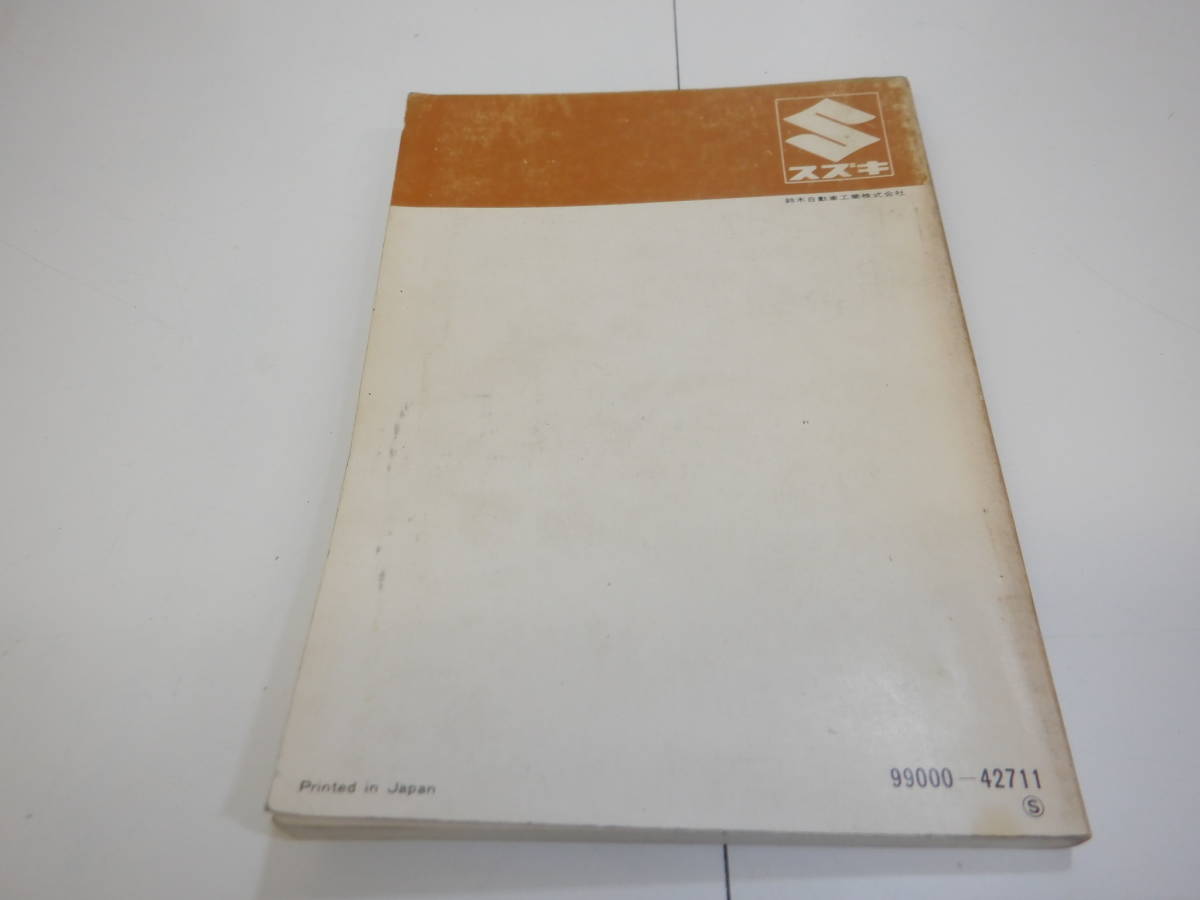 スズキ
鈴木自動車工業株式会社
Printed in Japan
99000-42711
Ⓢ